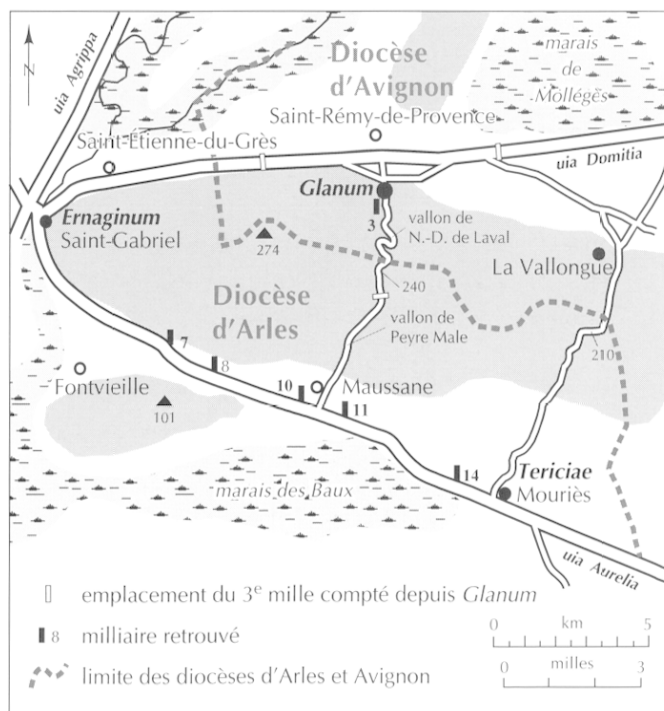 N
uia Agrippa
Diocèse
d'Avignon
marais
de
Mollégès
Saint-Rémy-de-Provence
Saint-Étienne-du-Grès
uia Domitia
Glanum
3
Ernaginum
Saint-Gabriel
vallon de
N.-D. de Laval
274
La Vallongue
240
Diocèse
d'Arles
vallon de
Peyre Male
210
7
8
Fontvieille
10
Maussane
101
11
14
Tericiae
Mouriès
marais des Baux
uia Aurelia
emplacement du 3e mille compté depuis Glanum
8 milliaire retrouvé
limite des diocèses d'Arles et Avignon
0 km 5
0 milles 3